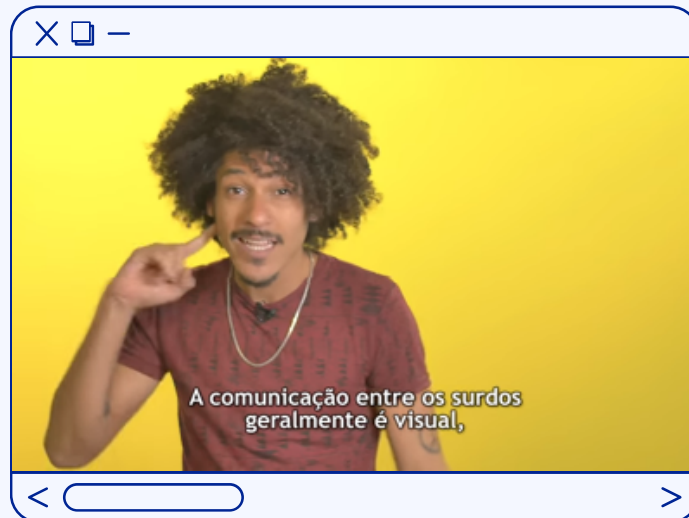 A comunicação entre os surdos
geralmente é visual,